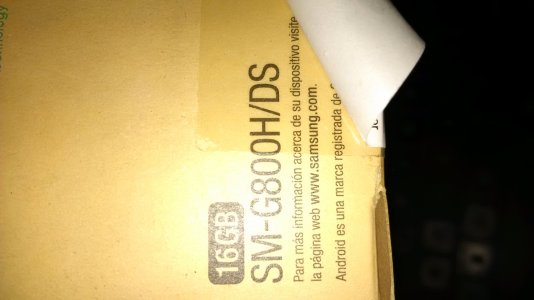 16GB
SM-G800H/DS
Para más información acerca de su dispositivo visite
la página web www.samsung.com.
Android es una marca registrada de